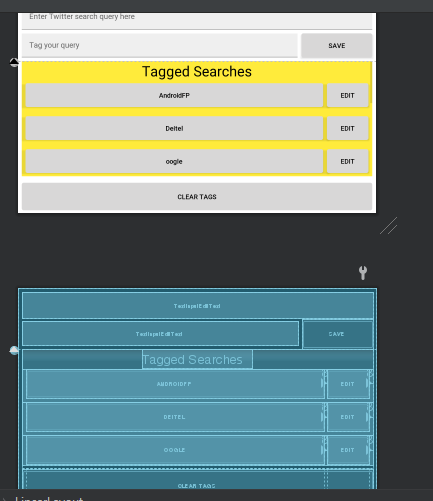 Enter Twitter search query here
Tag your query
SAVE
Tagged Searches
AndroidFP
EDIT
Deitel
EDIT
oogle
EDIT
CLEAR TAGS
TextInputEditText
TextInputEditText
SAVE
Tagged Searches
ANDROIDFP
EDIT
DEITEL
EDIT
OOGLE
EDIT
CLEAR TAGS
LinearLayout